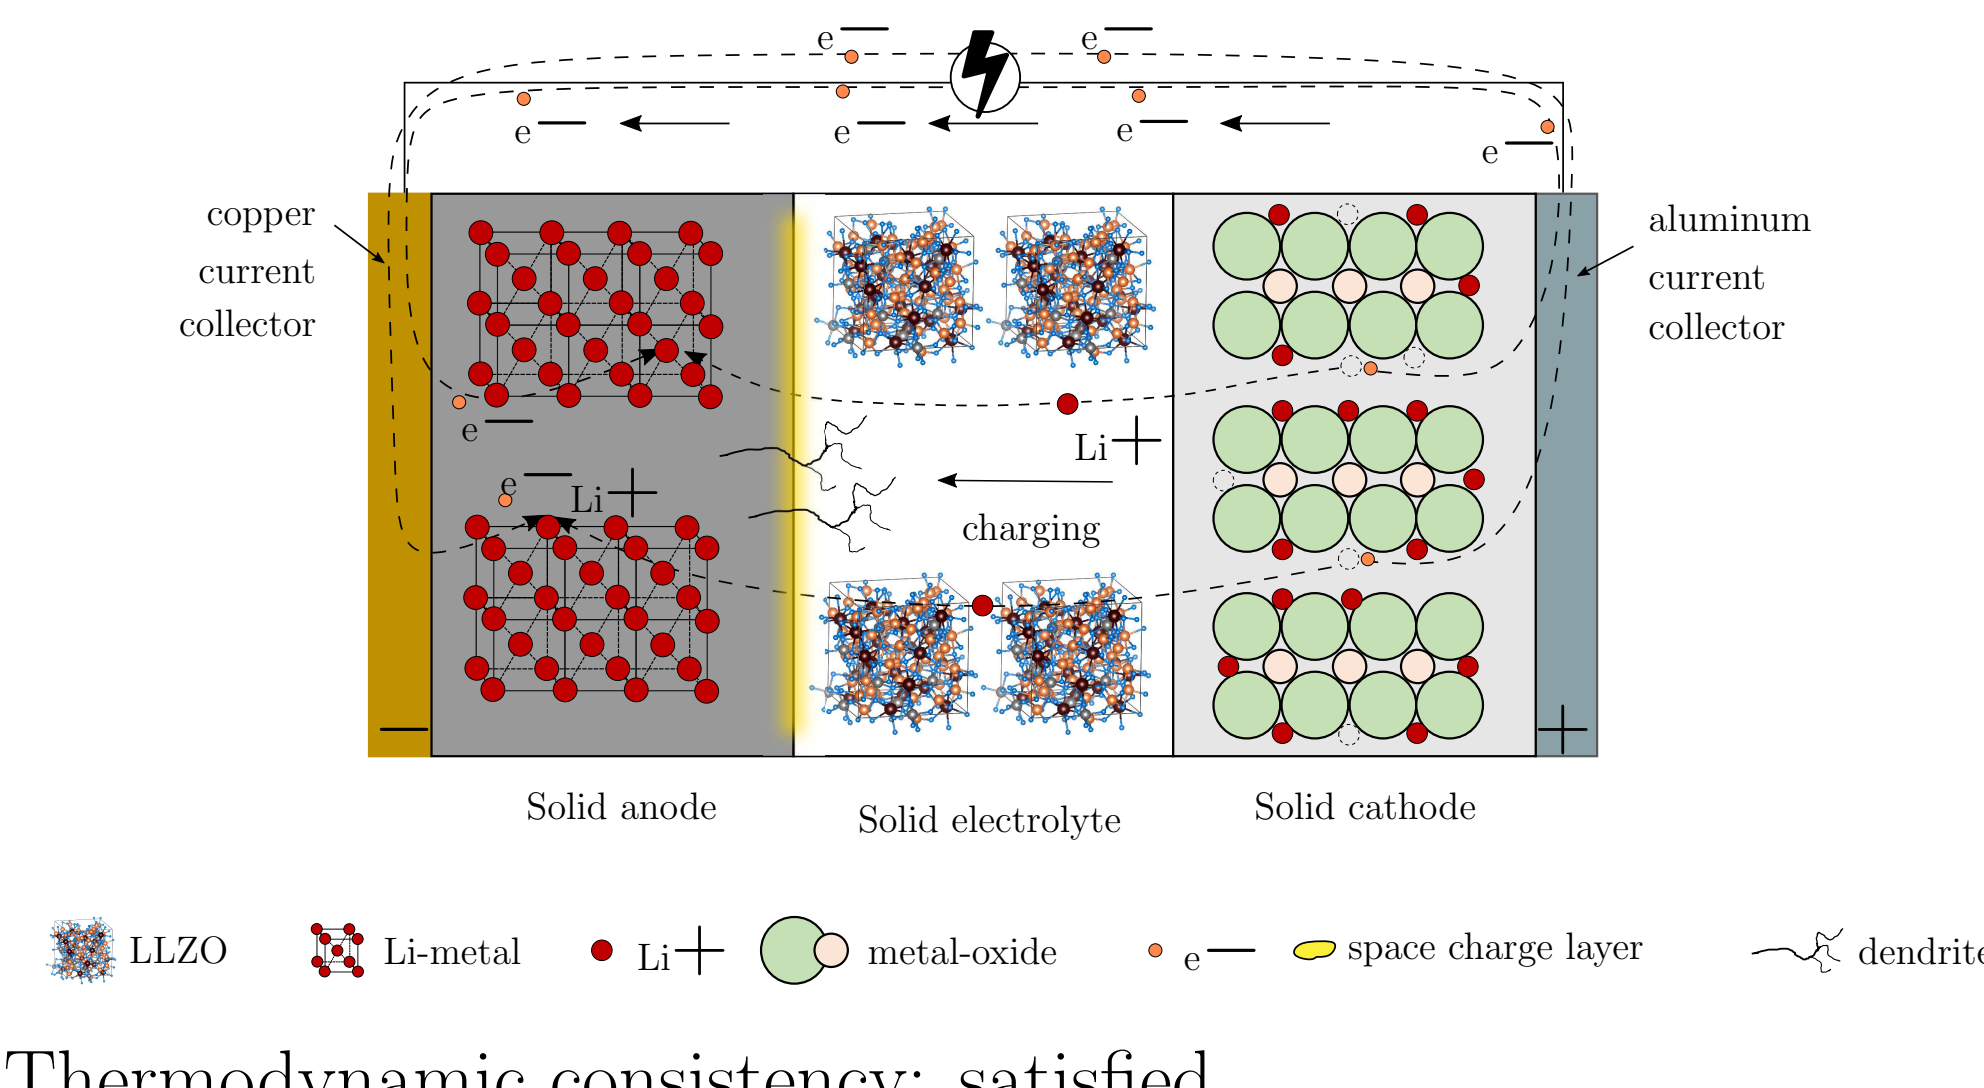 e—
e—
e—
e—
e—
e—
copper
current
collector
aluminum
current
collector
e—
Li+
e—
Li+
charging
—
+
Solid anode
Solid electrolyte
Solid cathode
LLZO
Li-metal
Li+
metal-oxide
e—
space charge layer
dendrite
Thermodynamic consistency: satisfied